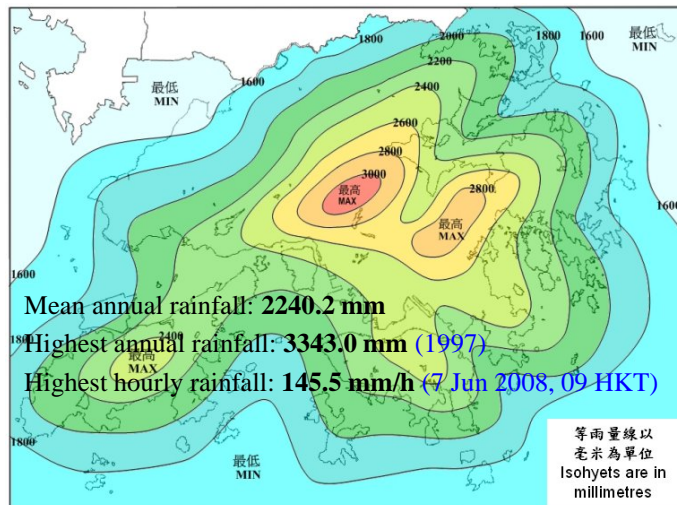 1800
2000
1800
最低
MIN
2200
1600
最低
MIN
2400
2600
2800
3000
最高
MAX
2800
最高
MAX
1600
1600
Mean annual rainfall: 2240.2 mm
1800
Highest annual rainfall: 3343.0 mm (1997)
2400
最高
MAX
Highest hourly rainfall: 145.5 mm/h (7 Jun 2008, 09 HKT)
1800
最低
MIN
等雨量線以
毫米為單位
Isohyets are in
millimetres